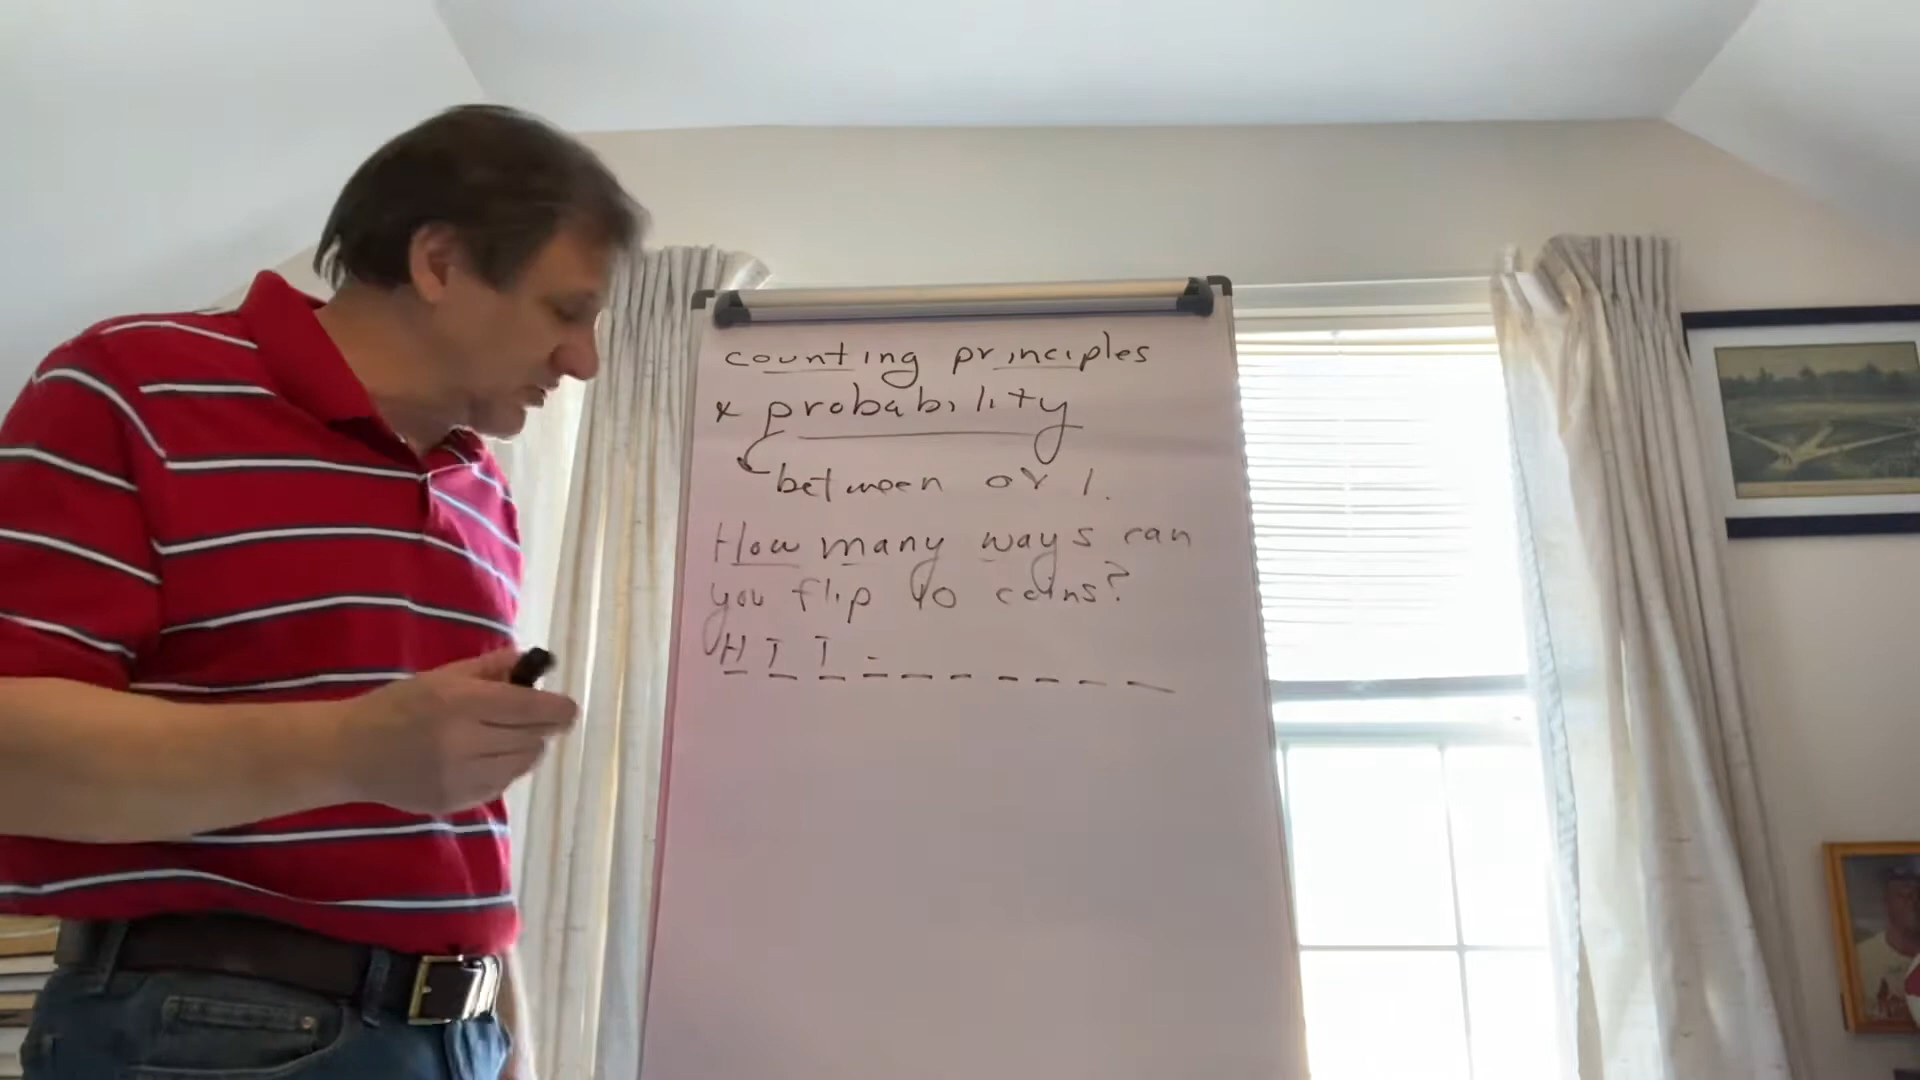 counting principles
& probability
between 0 & 1.
How many ways can
you flip 10 coins?
H T T - _ _ _ _ _ _